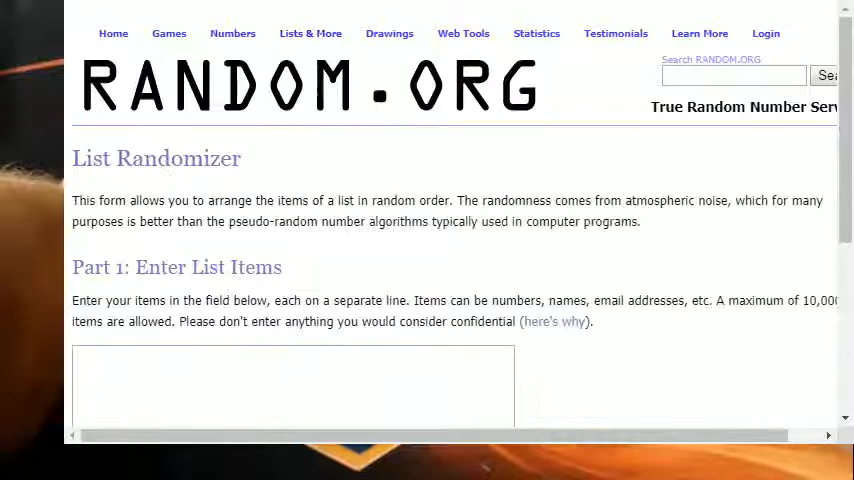 Home Games Numbers Lists & More Drawings Web Tools Statistics Testimonials Learn More Login
Search RANDOM.ORG
RANDOM.ORG
True Random Number
List Randomizer
This form allows you to arrange the items of a list in random order. The randomness comes from atmospheric noise, which for many
purposes is better than the pseudo-random number algorithms typically used in computer programs.
Part 1: Enter List Items
Enter your items in the field below, each on a separate line. Items can be numbers, names, email addresses, etc. A maximum of 10,000
items are allowed. Please don't enter anything you would consider confidential (here's why).